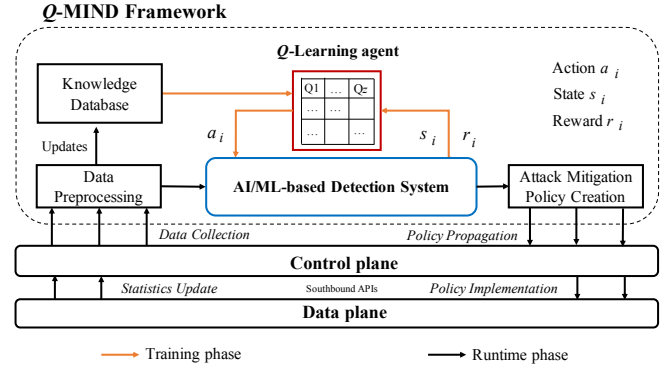 Q-MIND Framework
Q-Learning agent
Knowledge
Database
Q1 ... Qz
... ...
... ...
Action a i
State s i
Reward r i
Updates
a i
s i
r i
Data
Preprocessing
AI/ML-based Detection System
Attack Mitigation
Policy Creation
Data Collection
Policy Propagation
Control plane
Statistics Update
Southbound APIs
Policy Implementation
Data plane
Training phase
Runtime phase